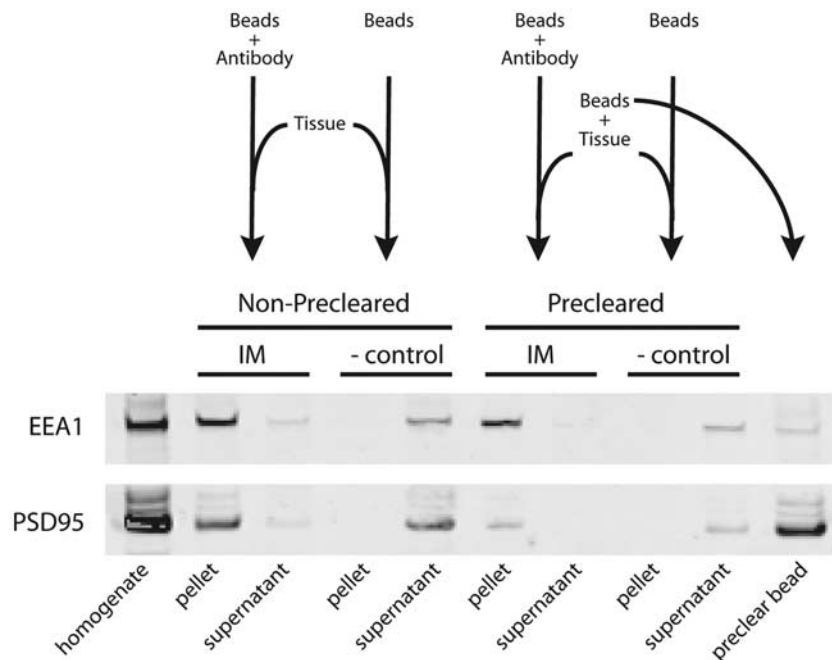 Beads
+
Antibody
Beads
Beads
+
Antibody
Beads
Tissue
Beads
+
Tissue
Non-Precleared
Precleared
IM
- control
IM
- control
EEA1
PSD95
homogenate
pellet
supernatant
pellet
supernatant
pellet
supernatant
pellet
supernatant
preclear bead